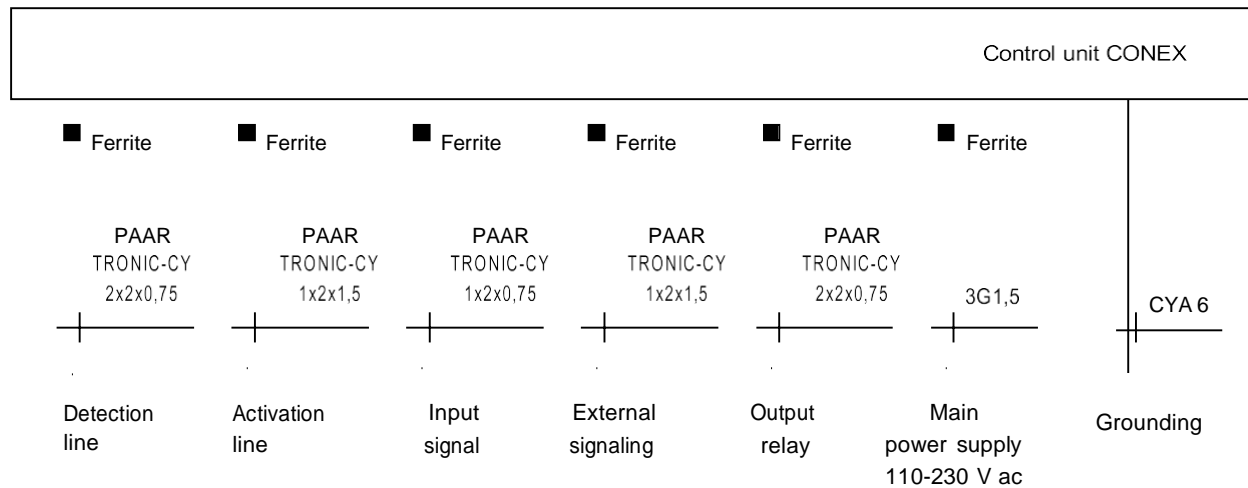 Control unit CONEX
Ferrite Ferrite Ferrite Ferrite Ferrite Ferrite
PAAR PAAR PAAR PAAR PAAR
TRONIC-CY TRONIC-CY TRONIC-CY TRONIC-CY TRONIC-CY
2x2x0,75 1x2x1,5 1x2x0,75 1x2x1,5 2x2x0,75 3G1,5 CYA 6
Detection Activation Input External Output Main Grounding
line line signal signaling relay power supply
110-230 V ac